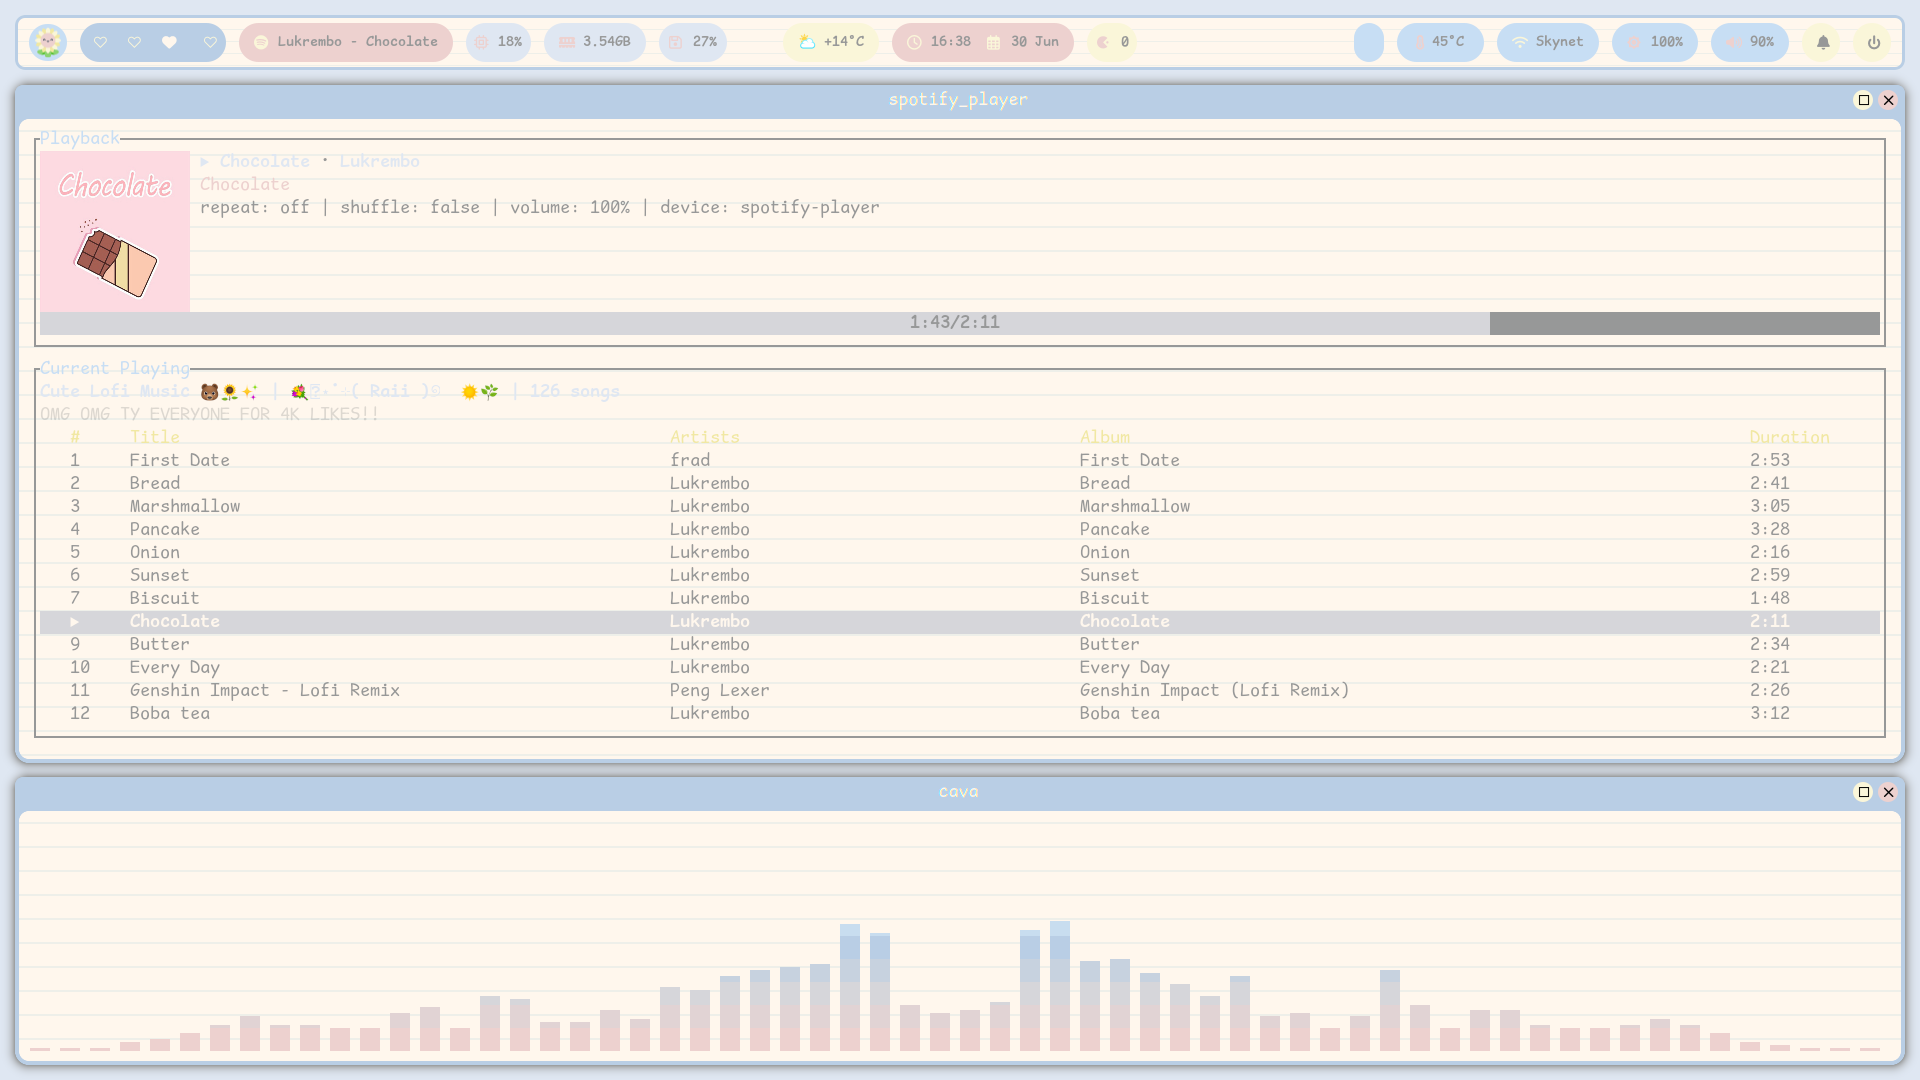 Lukrembo - Chocolate 18% 3.54GB 27% +14°C 16:38 30 Jun 0 45°C Skynet 100% 90%
spotify_player
Playback
Chocolate
▶ Chocolate · Lukrembo
Chocolate
repeat: off | shuffle: false | volume: 100% | device: spotify-player
1:43/2:11
Current Playing
Cute Lofi Music 🐻🌻✨ | 💐 ( Raii ) 🌞🌿 | 126 songs
OMG OMG TY EVERYONE FOR 4K LIKES!!
# Title Artists Album Duration
1 First Date frad First Date 2:53
2 Bread Lukrembo Bread 2:41
3 Marshmallow Lukrembo Marshmallow 3:05
4 Pancake Lukrembo Pancake 3:28
5 Onion Lukrembo Onion 2:16
6 Sunset Lukrembo Sunset 2:59
7 Biscuit Lukrembo Biscuit 1:48
▶ Chocolate Lukrembo Chocolate 2:11
9 Butter Lukrembo Butter 2:34
10 Every Day Lukrembo Every Day 2:21
11 Genshin Impact - Lofi Remix Peng Lexer Genshin Impact (Lofi Remix) 2:26
12 Boba tea Lukrembo Boba tea 3:12
cava